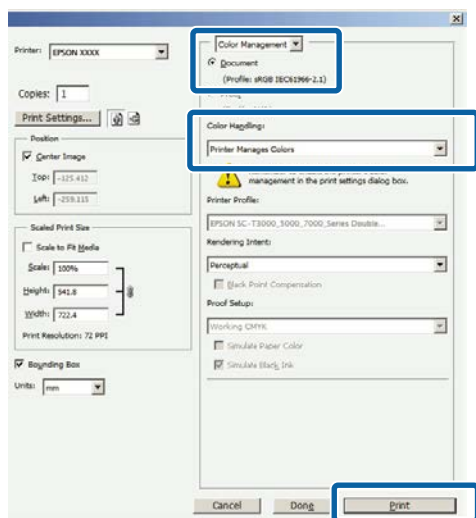 Printer: EPSON XXXX
Copies: 1
Print Settings...
Position
Center Image
Top: -125.412
Left: -259.115
Scaled Print Size
Scale to Fit Media
Scale: 100%
Height: 541.8
Width: 722.4
Print Resolution: 72 PPI
Bounding Box
Units: mm
Color Management
Document
(Profile: sRGB IEC61966-2.1)
Color Handling:
Printer Manages Colors
management in the print settings dialog box.
Printer Profile:
EPSON SC-T3000_5000_7000_Series Double...
Rendering Intent:
Perceptual
Black Point Compensation
Proof Setup:
Working CMYK
Simulate Paper Color
Simulate Black Ink
Cancel
Done
Print